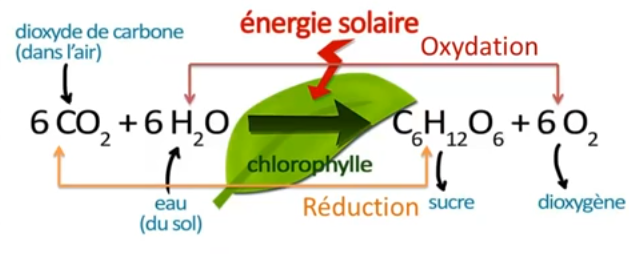 dioxyde de carbone
(dans l'air)
énergie solaire
Oxydation
6 CO2 + 6 H2O
C6H12O6 + 6 O2
chlorophylle
eau
(du sol)
Réduction
sucre
dioxygène